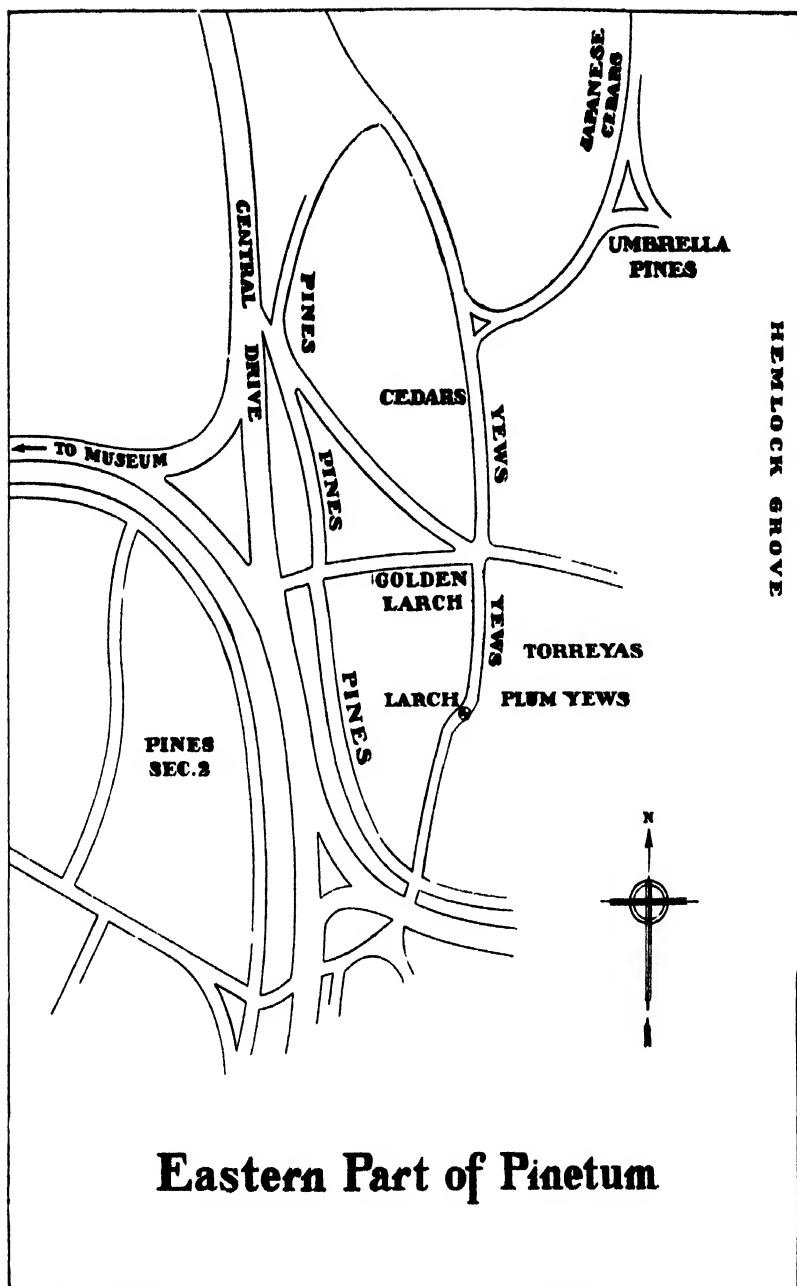 JAPANESE
CEDARS
UMBRELLA
PINES
CENTRAL
DRIVE
PINES
HEMLOCK GROVE
CEDARS
YEWS
TO MUSEUM
PINES
GOLDEN
LARCH
YEWS
TORREYAS
LARCH
PLUM YEWS
PINES
PINES
SEC. 2
N
Eastern Part of Pinetum